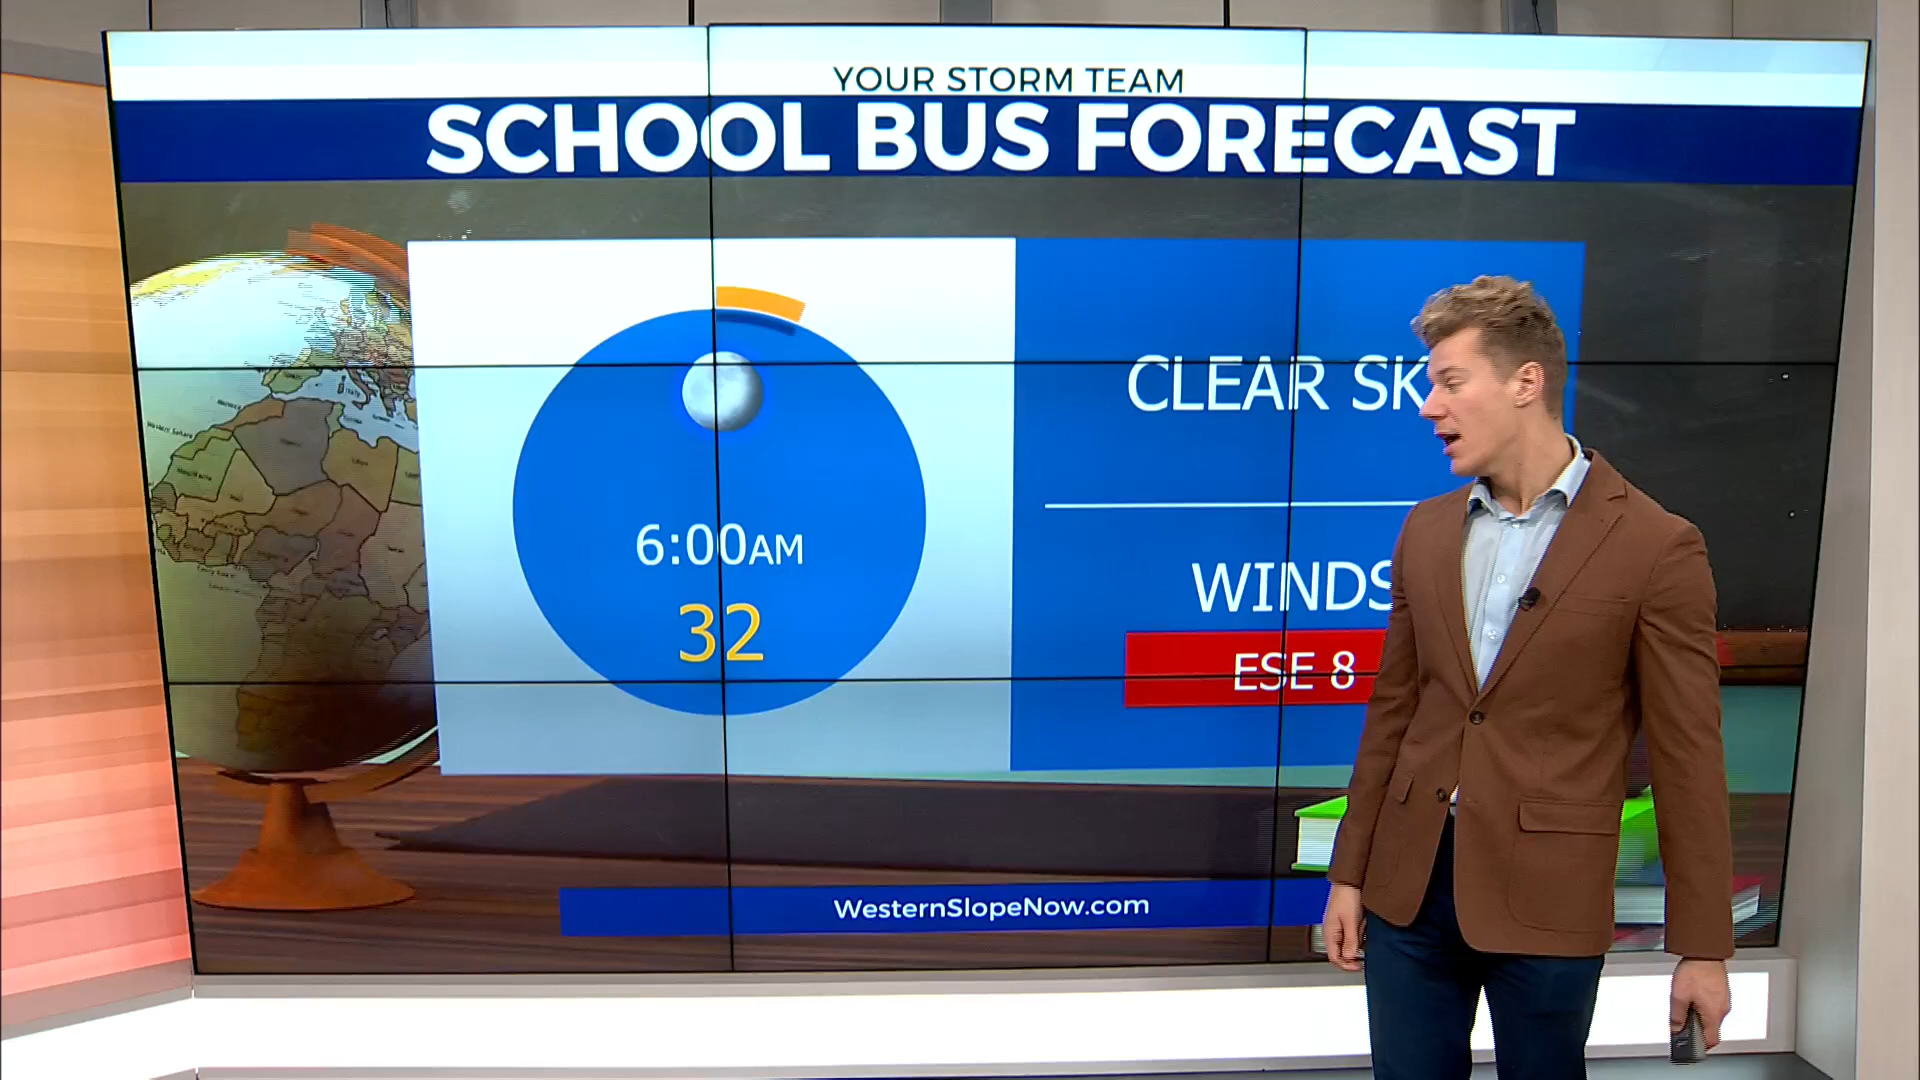 YOUR STORM TEAM
SCHOOL BUS FORECAST
CLEAR SK
6:00AM
32
WINDS
ESE 8
WesternSlopeNow.com